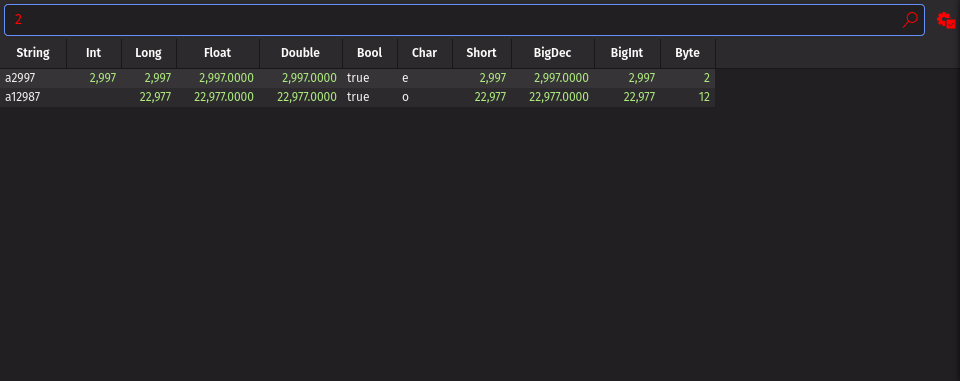 2
String Int Long Float Double Bool Char Short BigDec BigInt Byte
a2997 2,997 2,997 2,997.0000 2,997.0000 true e 2,997 2,997.0000 2,997 2
a12987 22,977 22,977.0000 22,977.0000 true o 22,977 22,977.0000 22,977 12